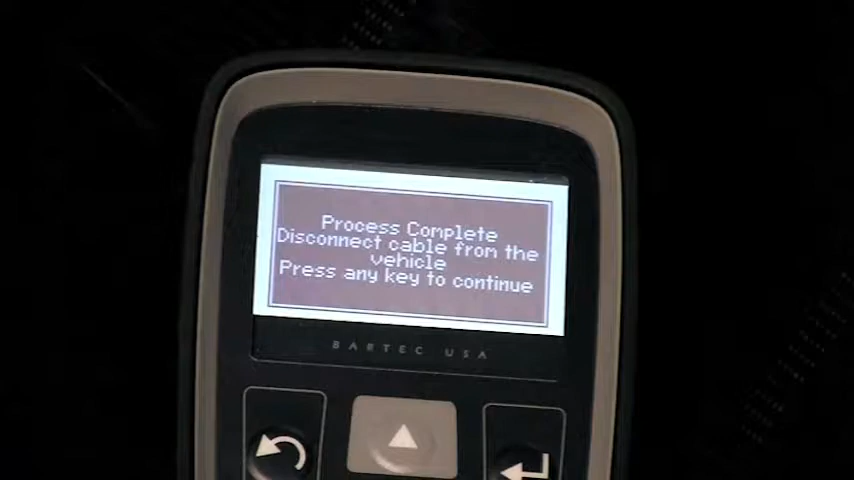 Process Complete
Disconnect cable from the
vehicle
Press any key to continue
BARTEC USA